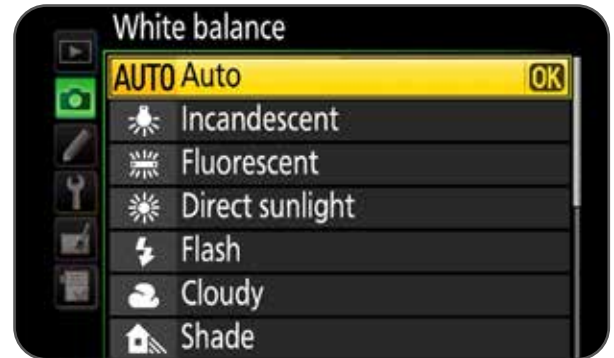 White balance
AUTO Auto OK
Incandescent
Fluorescent
Direct sunlight
Flash
Cloudy
Shade